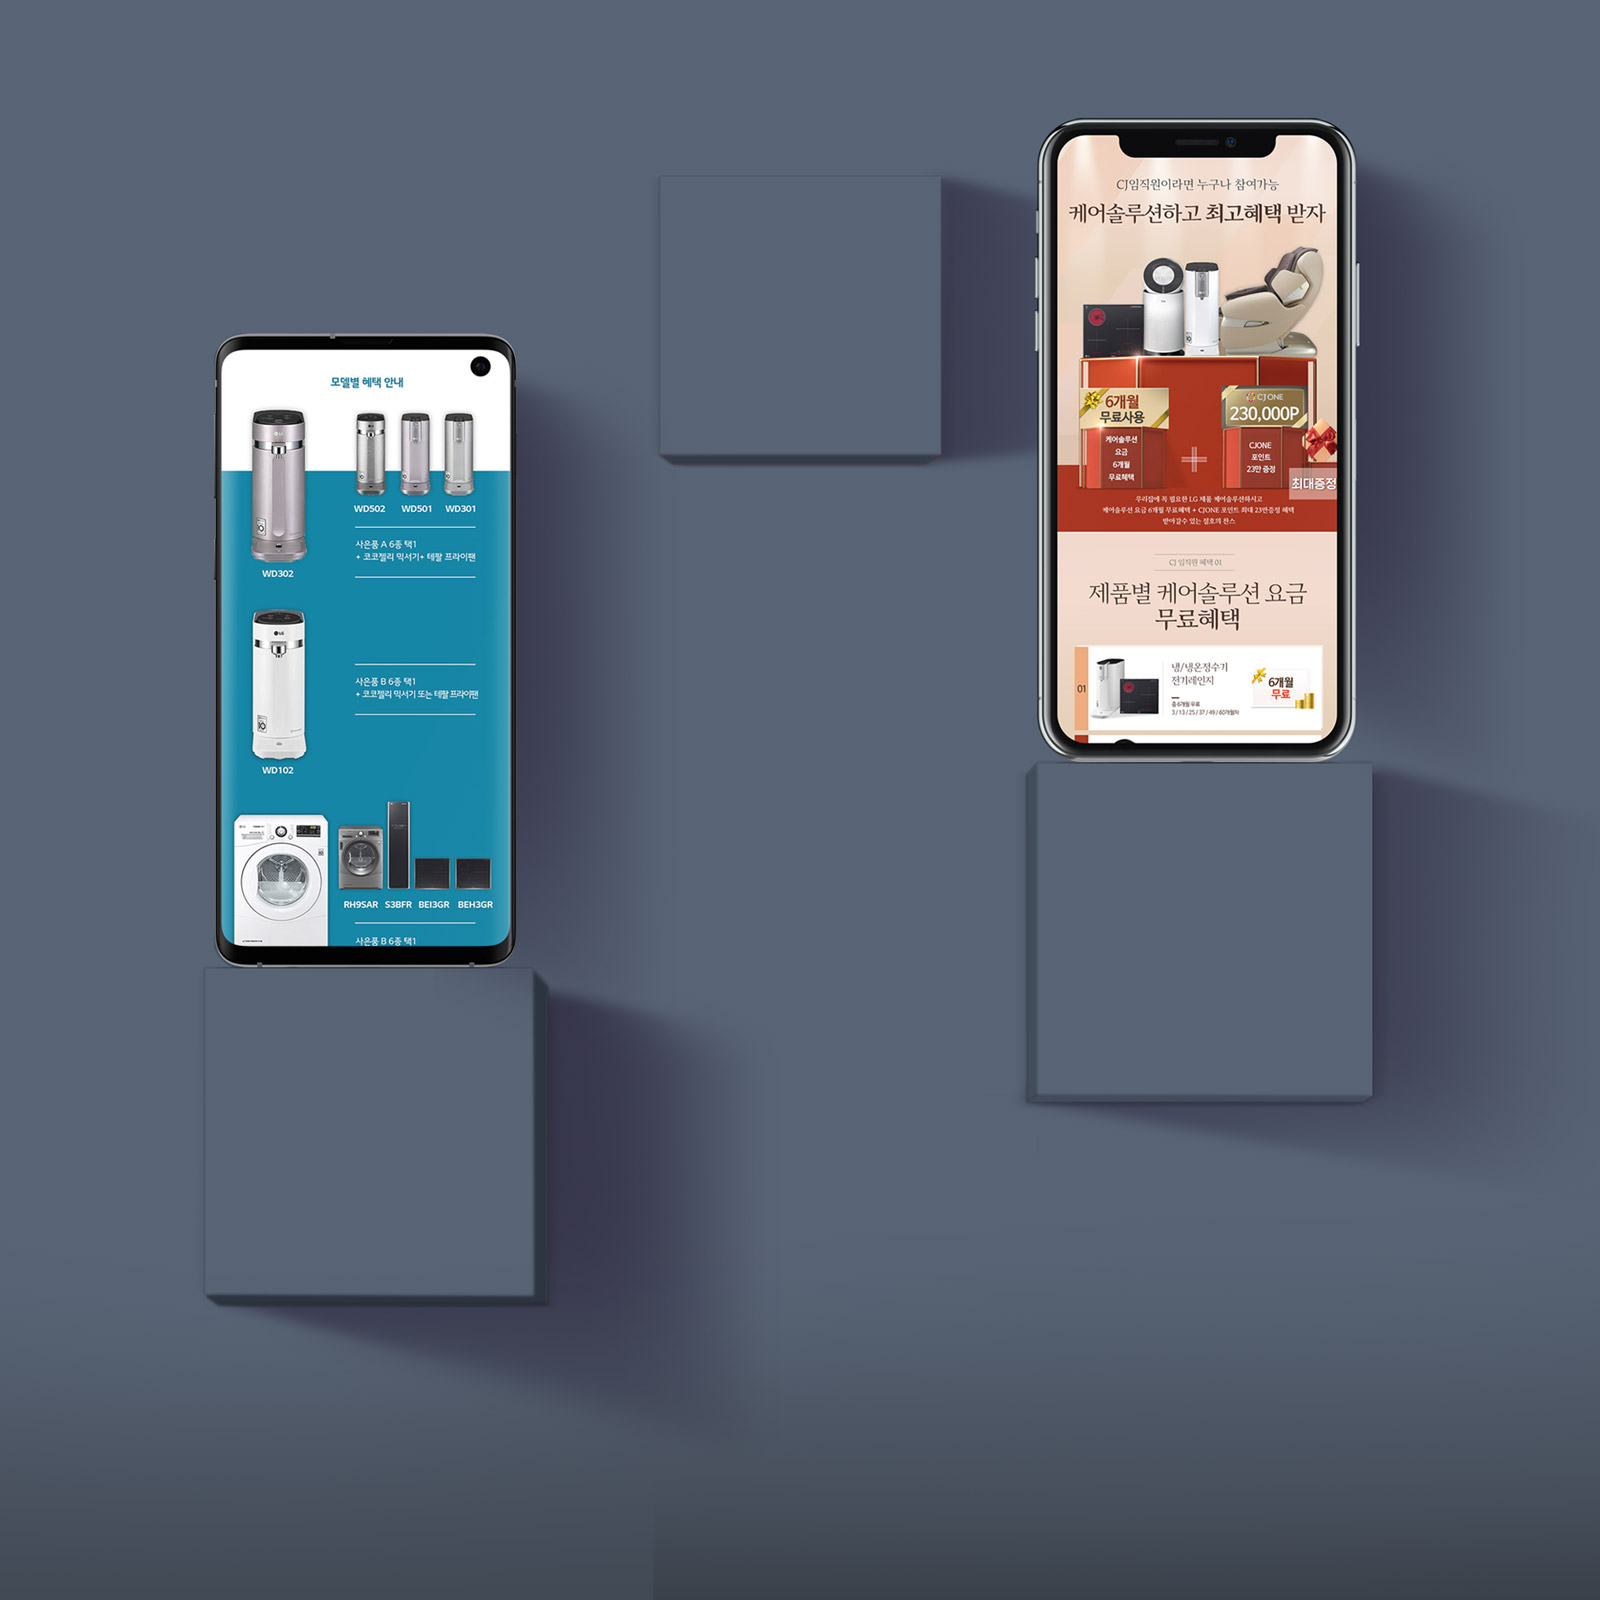 모델별 혜택 안내
WD502 WD501 WD301
사은품 A 6종 택1
+ 코코젤리 믹서기+ 테팔 프라이팬
WD302
LG
사은품 B 6종 택1
+ 코코젤리 믹서기 또는 테팔 프라이팬
WD102
RH9SAR S3BFR BEI3GR BEH3GR
사은품 B 6종 택1
CJ임직원이라면 누구나 참여가능
케어솔루션하고 최고혜택 받자
6개월
무료사용
케어솔루션
요금
6개월
무료혜택
CJ ONE
230,000P
CJONE
포인트
23만 증정
최대증정
우리집에 꼭 필요한 LG 제품 케어솔루션하시고
케어솔루션 요금 6개월 무료혜택 + CJONE 포인트 최대 23만증정 혜택
받아갈수 있는 절호의 찬스
CJ 임직원 혜택 01
제품별 케어솔루션 요금
무료혜택
01
냉/냉온정수기
전기레인지
총 6개월 무료
3 / 13 / 25 / 37 / 49 / 60개월차
6개월
무료